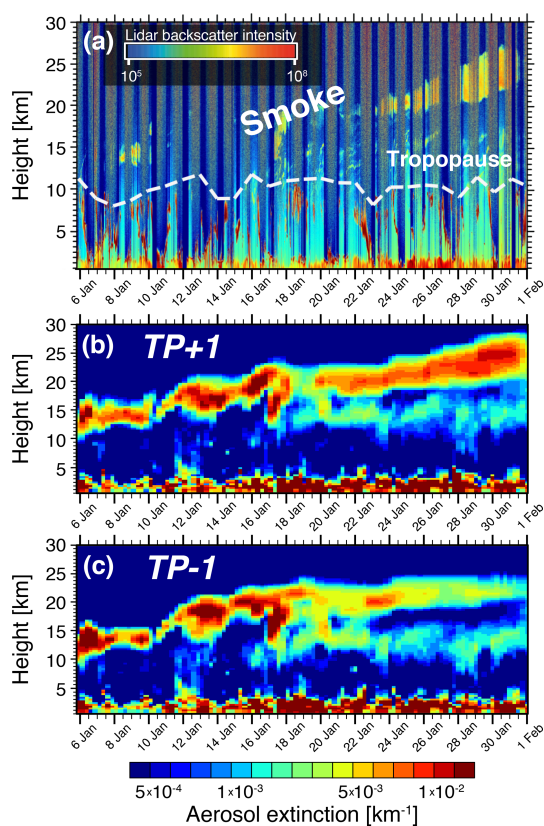 (a)
Lidar backscatter intensity
10⁵ 10⁸
Smoke
Tropopause
Height [km]
30
25
20
15
10
5
6 Jan 8 Jan 10 Jan 12 Jan 14 Jan 16 Jan 18 Jan 20 Jan 22 Jan 24 Jan 26 Jan 28 Jan 30 Jan 1 Feb
(b) TP+1
Height [km]
30
25
20
15
10
5
6 Jan 8 Jan 10 Jan 12 Jan 14 Jan 16 Jan 18 Jan 20 Jan 22 Jan 24 Jan 26 Jan 28 Jan 30 Jan 1 Feb
(c) TP-1
Height [km]
30
25
20
15
10
5
6 Jan 8 Jan 10 Jan 12 Jan 14 Jan 16 Jan 18 Jan 20 Jan 22 Jan 24 Jan 26 Jan 28 Jan 30 Jan 1 Feb
5×10⁻⁴ 1×10⁻³ 5×10⁻³ 1×10⁻²
Aerosol extinction [km⁻¹]